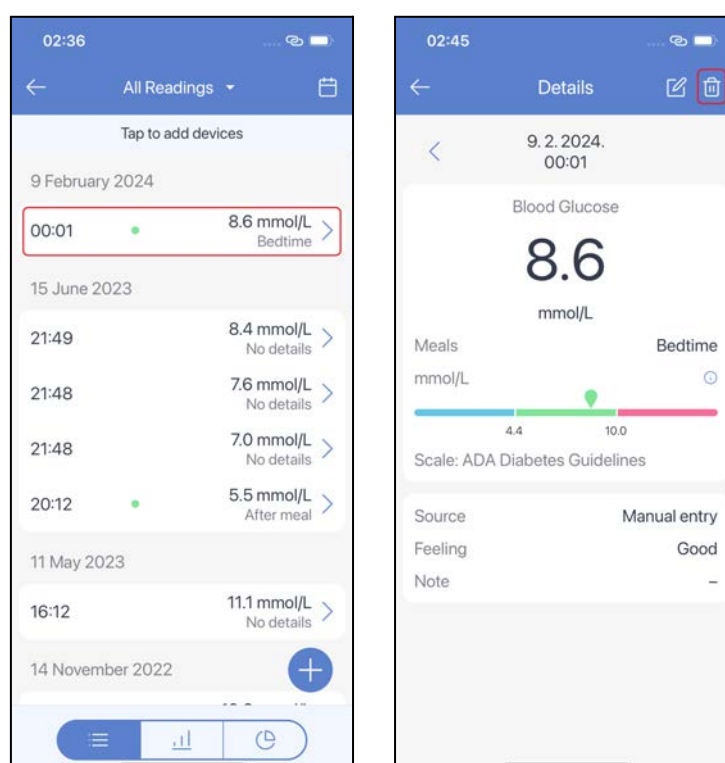 02:36
All Readings
Tap to add devices
9 February 2024
00:01
8.6 mmol/L
Bedtime
15 June 2023
21:49
8.4 mmol/L
No details
21:48
7.6 mmol/L
No details
21:48
7.0 mmol/L
No details
20:12
5.5 mmol/L
After meal
11 May 2023
16:12
11.1 mmol/L
No details
14 November 2022
02:45
Details
9. 2. 2024.
00:01
Blood Glucose
8.6
mmol/L
Meals Bedtime
mmol/L
4.4 10.0
Scale: ADA Diabetes Guidelines
Source Manual entry
Feeling Good
Note –